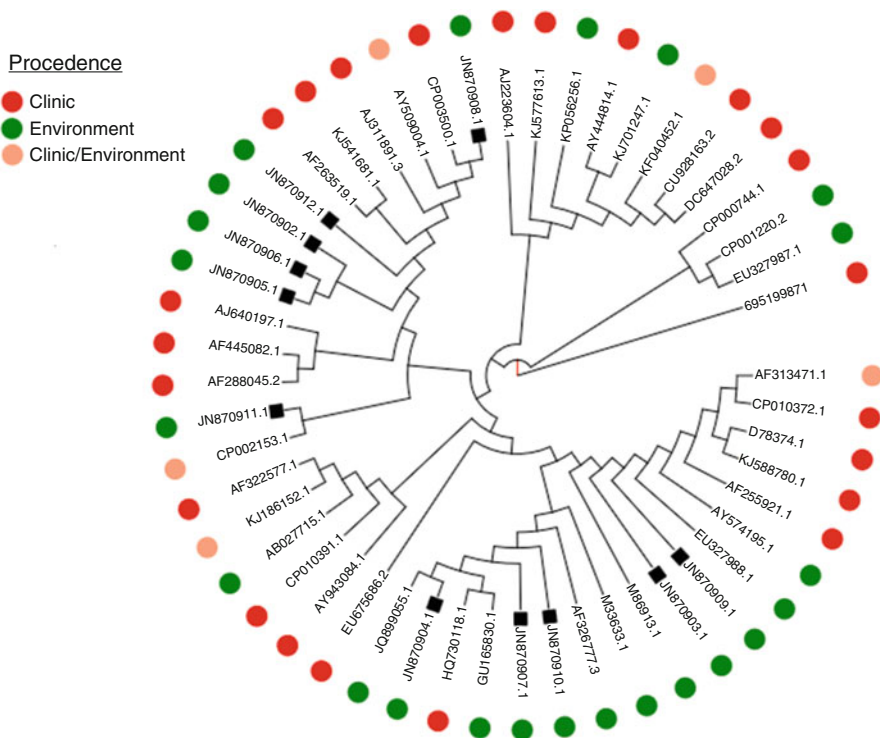 Procedence
Clinic
Environment
Clinic/Environment
JN870908.1
AJ223604.1
KJ577613.1
KP056256.1
AY444814.1
KJ701247.1
KF040452.1
CU928163.2
DC647028.2
CP000744.1
CP001220.2
EU327987.1
695199871
AF313471.1
CP010372.1
D78374.1
KJ588780.1
AF255921.1
AY574195.1
EU327988.1
JN870909.1
JN870903.1
M86913.1
M33633.1
AF326777.3
JN870910.1
JN870907.1
GU165830.1
HQ730118.1
JN870904.1
JQ899055.1
EU675686.2
AY943084.1
CP010391.1
AB027715.1
KJ186152.1
AF322577.1
CP002153.1
JN870911.1
AF288045.2
AF445082.1
AJ640197.1
JN870905.1
JN870906.1
JN870902.1
JN870912.1
AF263519.1
KJ541681.1
AJ311891.3
AY509004.1
CP003500.1